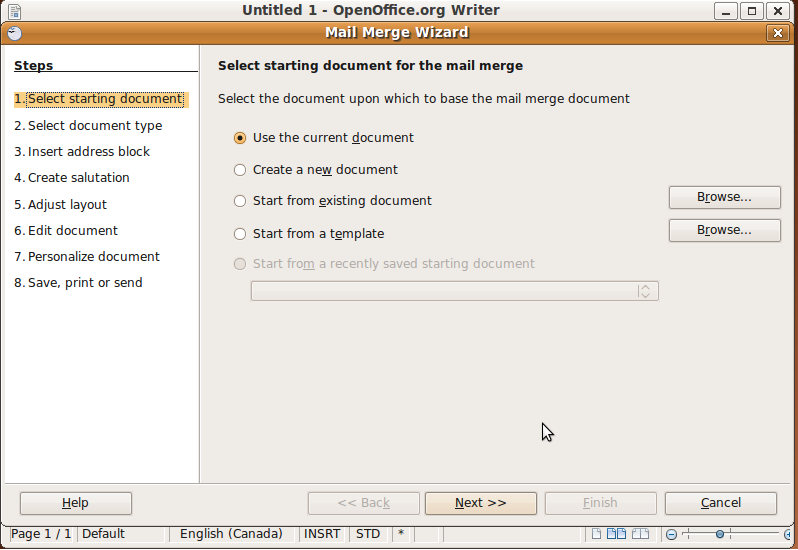 Untitled 1 - OpenOffice.org Writer
Mail Merge Wizard
Steps
1. Select starting document
2. Select document type
3. Insert address block
4. Create salutation
5. Adjust layout
6. Edit document
7. Personalize document
8. Save, print or send
Select starting document for the mail merge
Select the document upon which to base the mail merge document
Use the current document
Create a new document
Start from existing document
Browse...
Start from a template
Browse...
Start from a recently saved starting document
Help
<< Back
Next >>
Finish
Cancel
Page 1 / 1 Default English (Canada) INSRT STD *